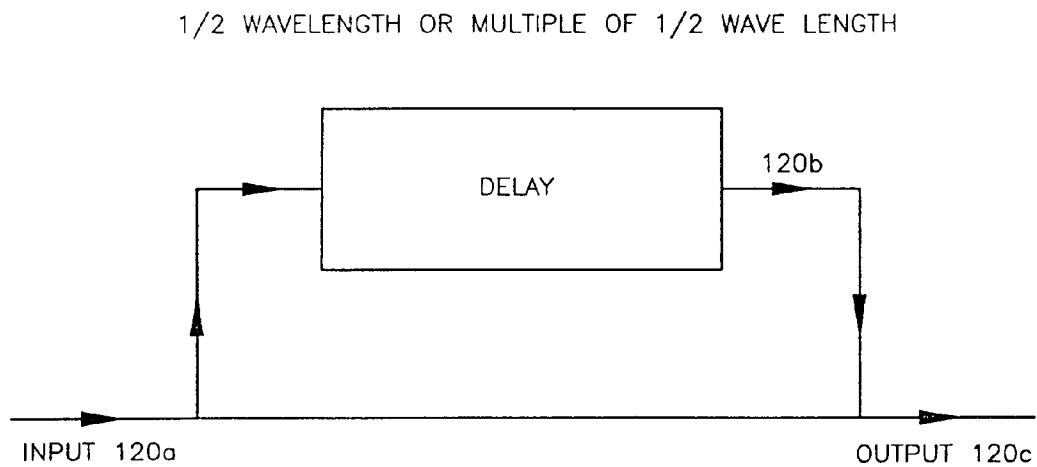 1/2 WAVELENGTH OR MULTIPLE OF 1/2 WAVE LENGTH
120b
DELAY
INPUT 120a
OUTPUT 120c